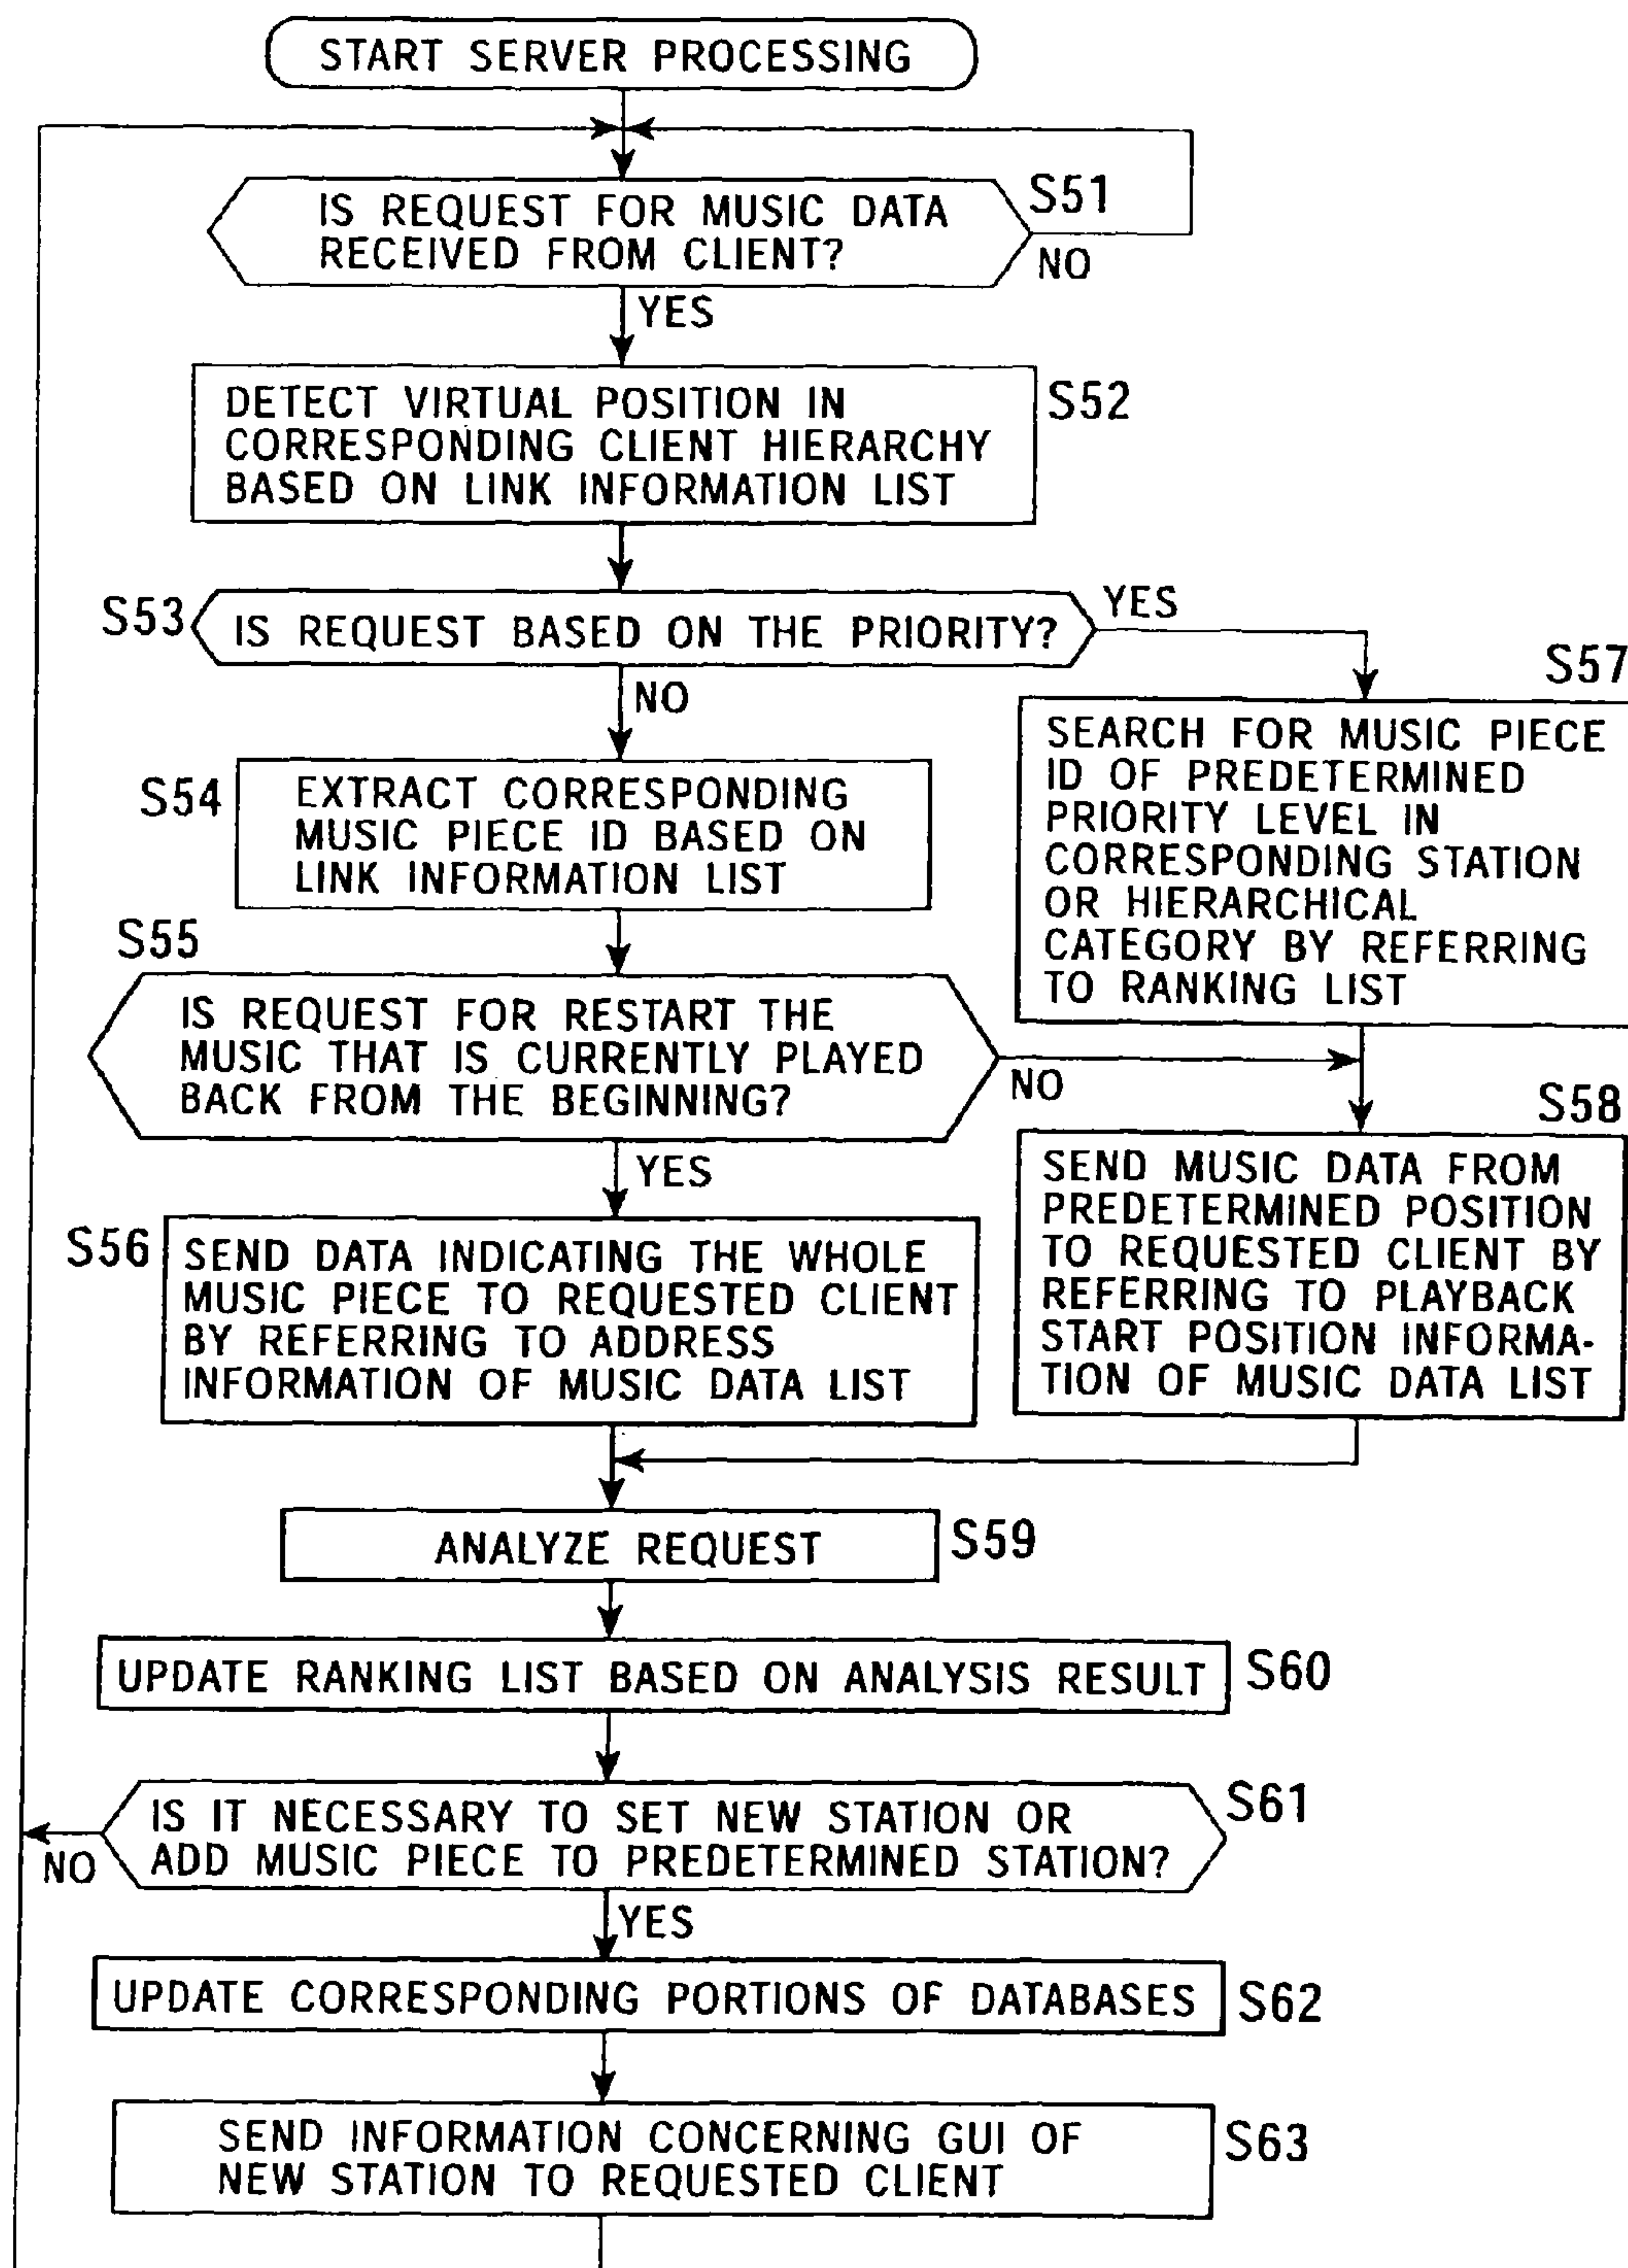 START SERVER PROCESSING
IS REQUEST FOR MUSIC DATA
RECEIVED FROM CLIENT?
S51
NO
YES
DETECT VIRTUAL POSITION IN
CORRESPONDING CLIENT HIERARCHY
BASED ON LINK INFORMATION LIST
S52
S53
IS REQUEST BASED ON THE PRIORITY?
YES
NO
S57
SEARCH FOR MUSIC PIECE
ID OF PREDETERMINED
PRIORITY LEVEL IN
CORRESPONDING STATION
OR HIERARCHICAL
CATEGORY BY REFERRING
TO RANKING LIST
S54
EXTRACT CORRESPONDING
MUSIC PIECE ID BASED ON
LINK INFORMATION LIST
S55
IS REQUEST FOR RESTART THE
MUSIC THAT IS CURRENTLY PLAYED
BACK FROM THE BEGINNING?
NO
YES
S58
SEND MUSIC DATA FROM
PREDETERMINED POSITION
TO REQUESTED CLIENT BY
REFERRING TO PLAYBACK
START POSITION INFORMA-
TION OF MUSIC DATA LIST
S56
SEND DATA INDICATING THE WHOLE
MUSIC PIECE TO REQUESTED CLIENT
BY REFERRING TO ADDRESS
INFORMATION OF MUSIC DATA LIST
ANALYZE REQUEST
S59
UPDATE RANKING LIST BASED ON ANALYSIS RESULT
S60
IS IT NECESSARY TO SET NEW STATION OR
ADD MUSIC PIECE TO PREDETERMINED STATION?
S61
NO
YES
UPDATE CORRESPONDING PORTIONS OF DATABASES
S62
SEND INFORMATION CONCERNING GUI OF
NEW STATION TO REQUESTED CLIENT
S63